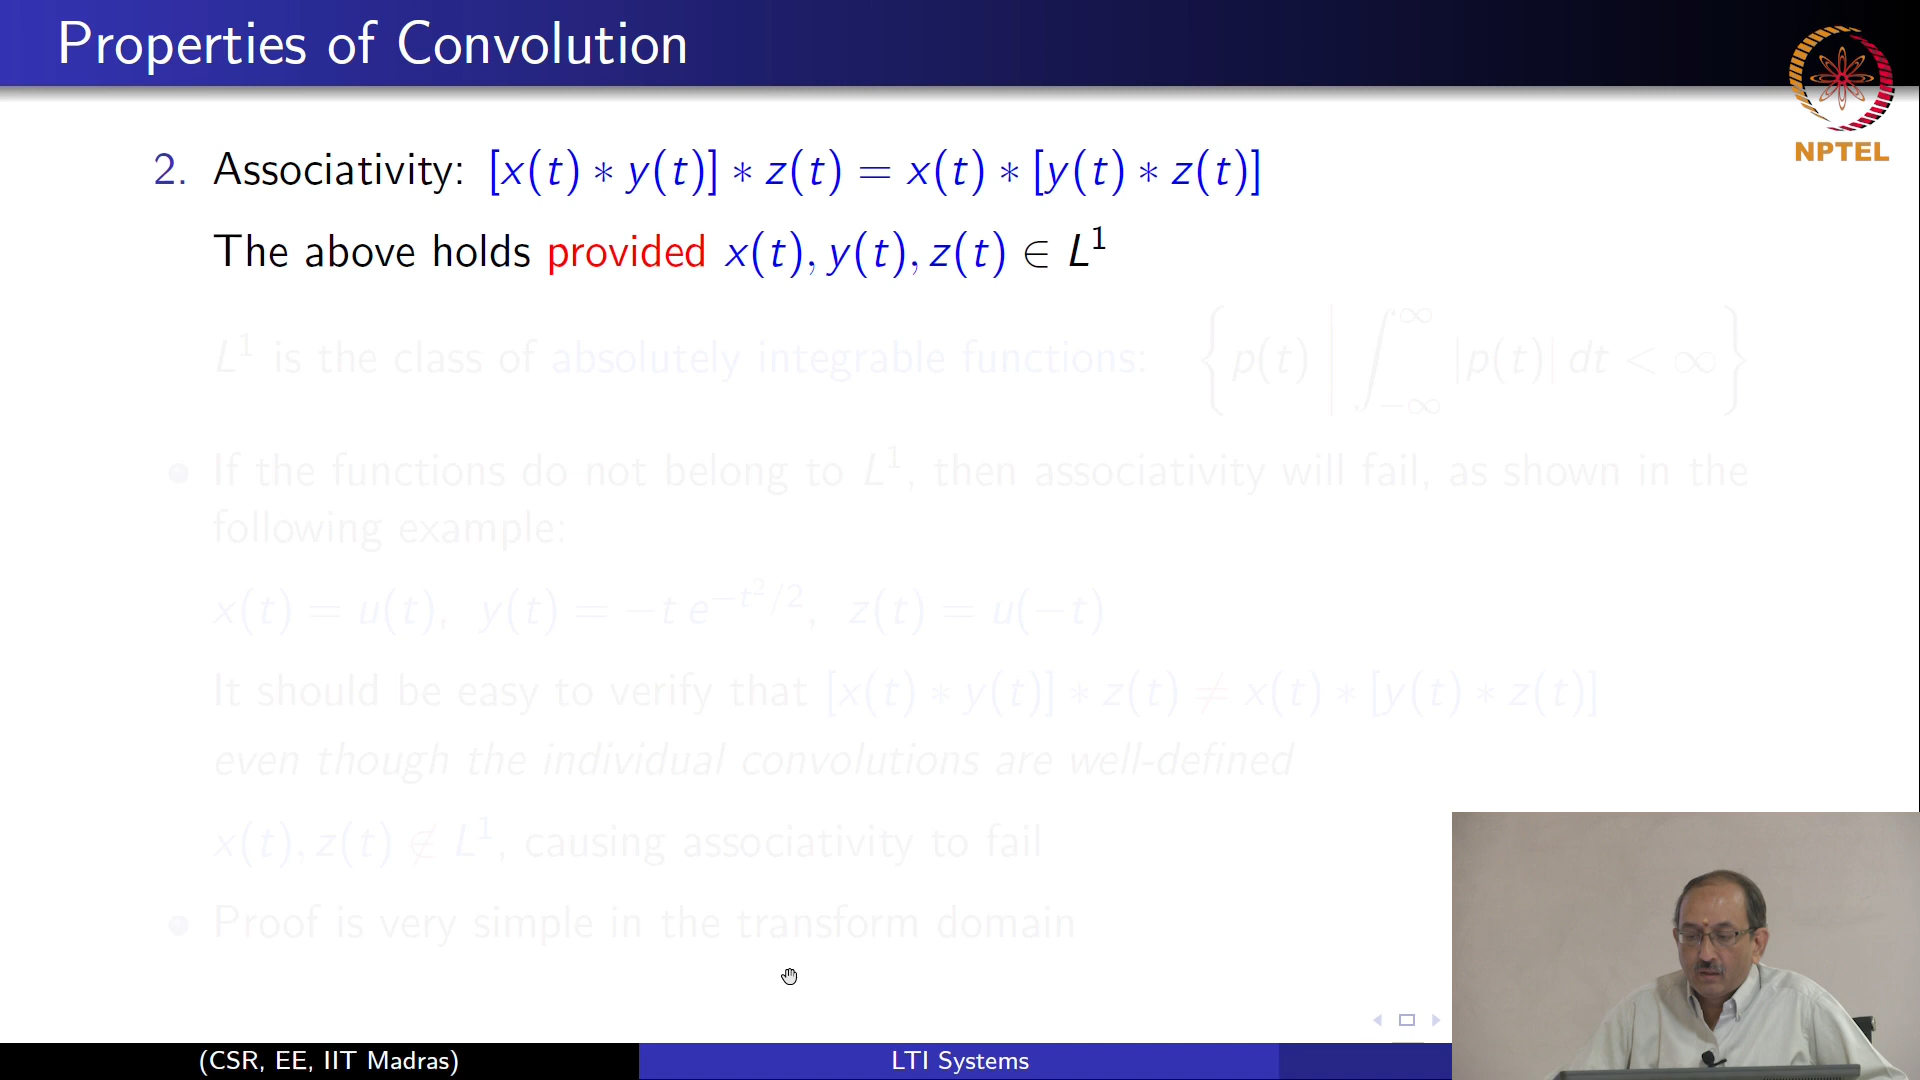 Properties of Convolution
NPTEL
2. Associativity: [x(t) ∗ y(t)] ∗ z(t) = x(t) ∗ [y(t) ∗ z(t)]
The above holds provided x(t), y(t), z(t) ∈ L¹
L¹ is the class of absolutely integrable functions: { p(t) | ∫_{−∞}^{∞} |p(t)| dt < ∞ }
If the functions do not belong to L¹, then associativity will fail, as shown in the
following example:
x(t) = u(t), y(t) = −t e^{−t²/2}, z(t) = u(−t)
It should be easy to verify that [x(t) ∗ y(t)] ∗ z(t) ≠ x(t) ∗ [y(t) ∗ z(t)]
even though the individual convolutions are well-defined
x(t), z(t) ∉ L¹, causing associativity to fail
Proof is very simple in the transform domain
(CSR, EE, IIT Madras) LTI Systems